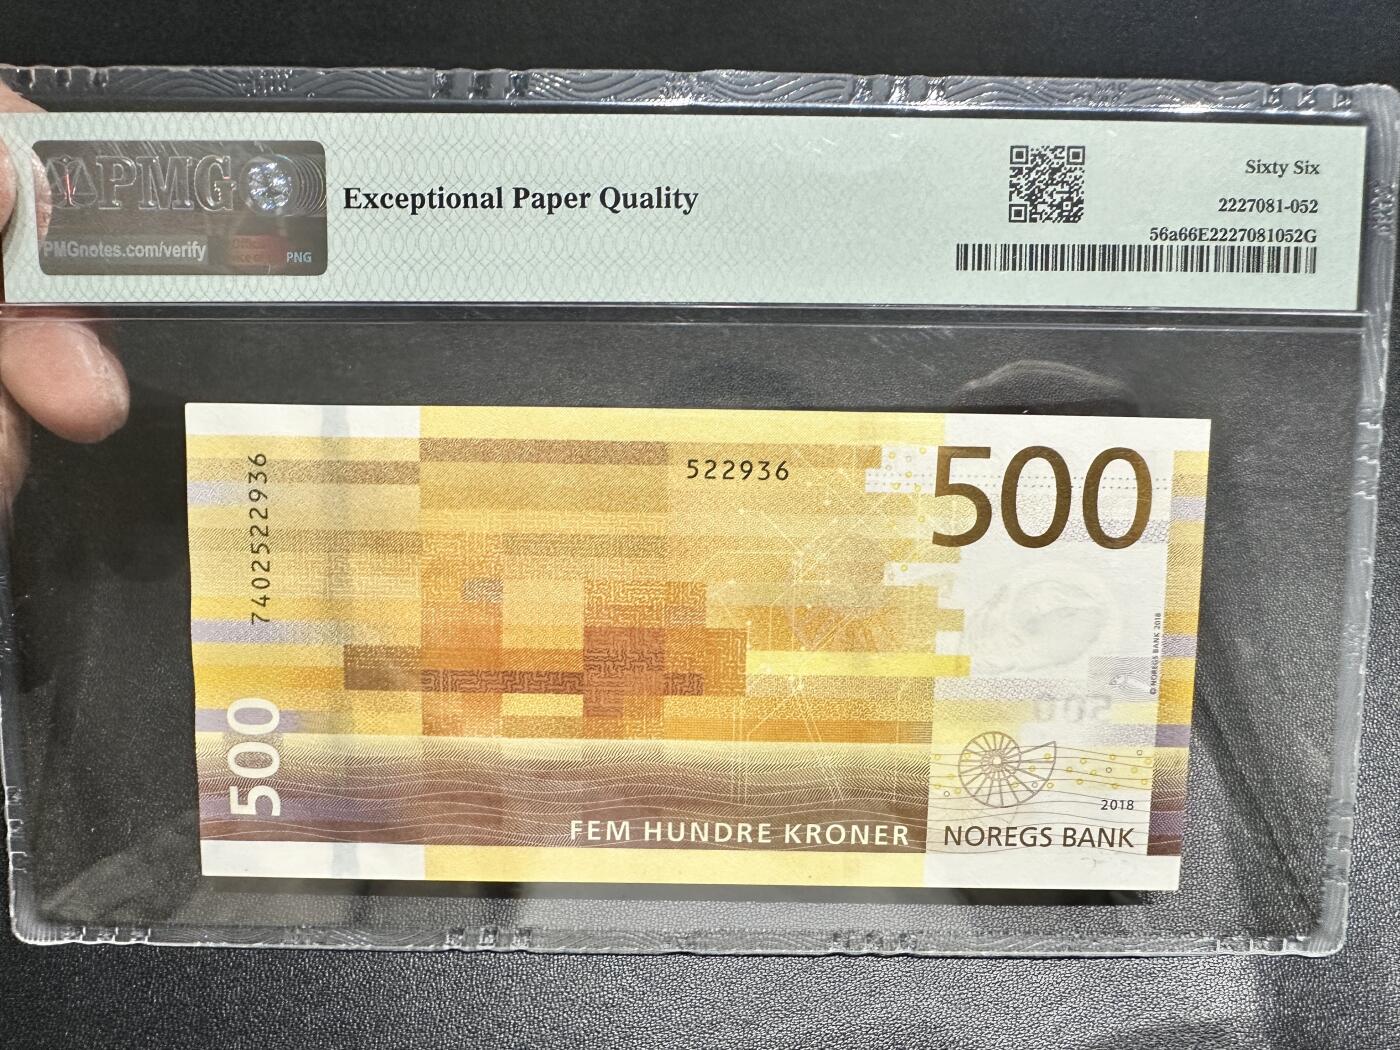 PMG
PMGnotes.com/verify
PNG
Exceptional Paper Quality
Sixty Six
2227081-052
56a66E2227081052G
7402522936
522936
500
© NOREGS BANK 2018
500
500
2018
FEM HUNDRE KRONER
NOREGS BANK